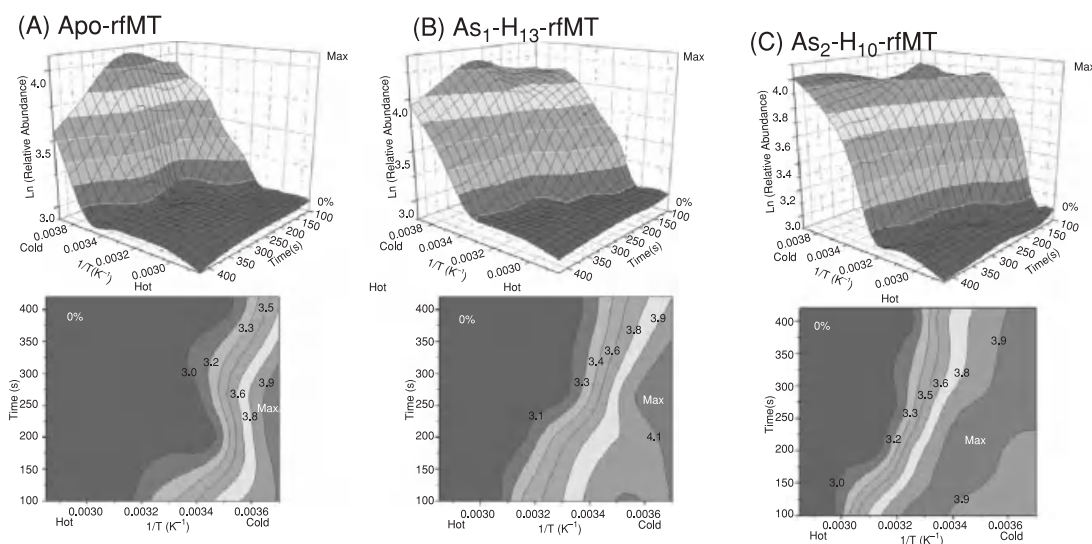 (A) Apo-rfMT
Max
4.0
3.5
3.0
Ln (Relative Abundance)
0.0038
Cold
0.0034
0.0032
0.0030
1/T (K⁻¹)
Hot
0%
100
150
200
250
300
350
400
Time(s)
(B) As₁-H₁₃-rfMT
Max
4.0
3.5
3.0
Ln (Relative Abundance)
0.0038
Cold
0.0034
0.0032
0.0030
1/T (K⁻¹)
Hot
Hot
0%
100
150
200
250
300
350
400
Time(s)
(C) As₂-H₁₀-rfMT
Max
4.0
3.8
3.6
3.4
3.2
3.0
Ln (Relative Abundance)
0.0038
Cold
0.0034
0.0032
0.0030
1/T (K⁻¹)
Hot
0%
100
150
200
250
300
350
400
Time(s)
400
350
300
250
200
150
100
Time (s)
0%
3.5
3.3
3.2
3.0
3.9
3.6
Max
3.8
0.0030
0.0032
0.0034
0.0036
Hot
1/T (K⁻¹)
Cold
400
350
300
250
200
150
100
Time (s)
0%
3.9
3.8
3.6
3.4
3.3
3.1
Max
4.1
0.0030
0.0032
0.0034
0.0036
Hot
1/T (K⁻¹)
Cold
400
350
300
250
200
150
100
Time(s)
0%
3.9
3.8
3.6
3.5
3.3
3.2
Max
3.0
3.9
0.0030
0.0032
0.0034
0.0036
Hot
1/T (K⁻¹)
Cold